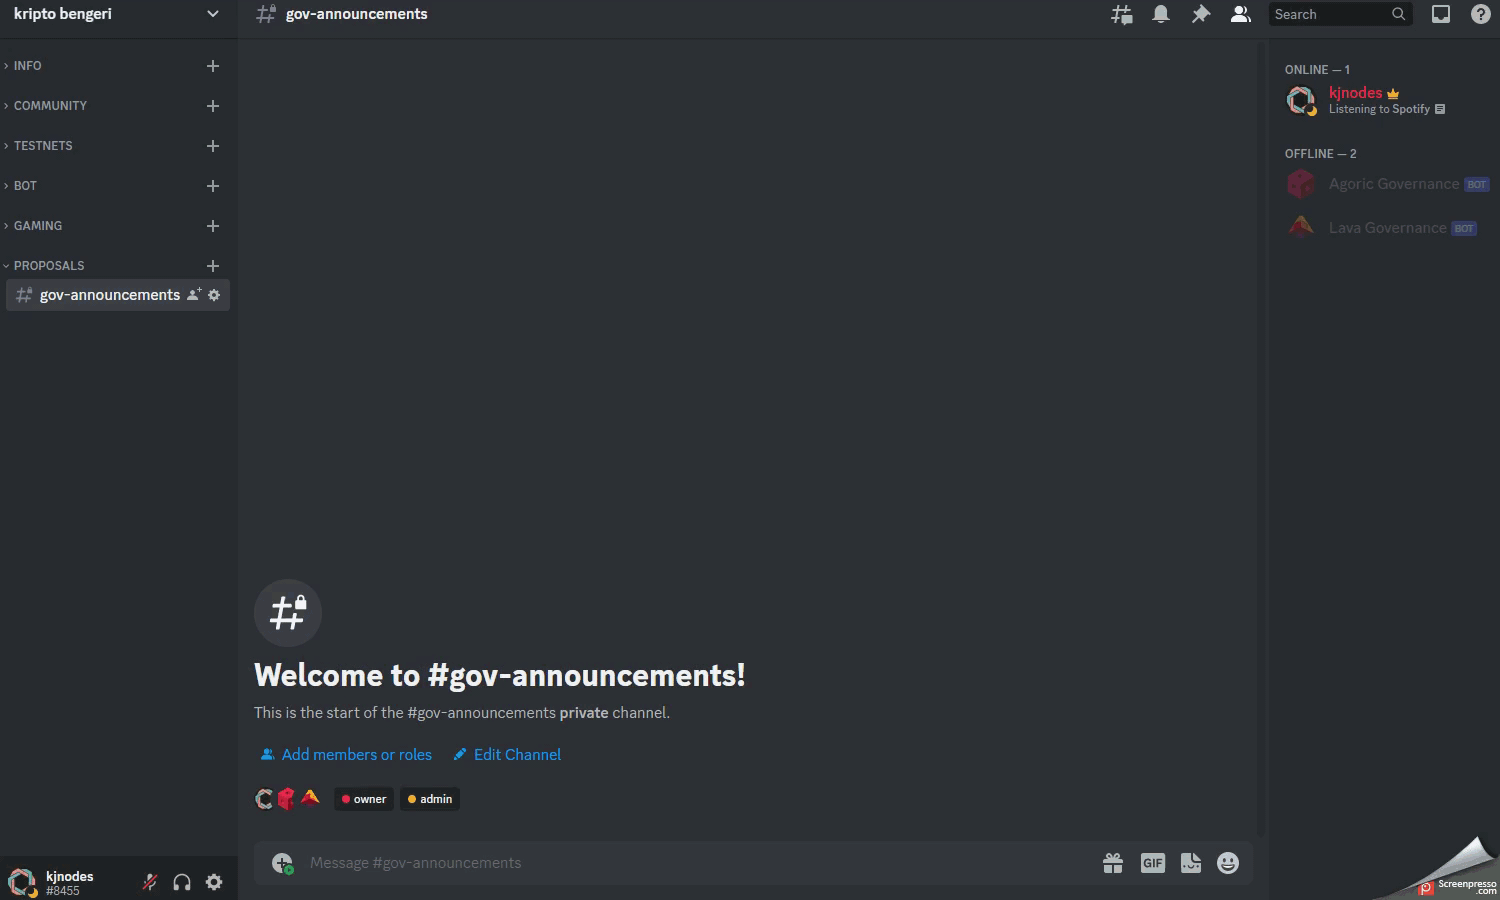 kripto bengeri
INFO
COMMUNITY
TESTNETS
BOT
GAMING
PROPOSALS
gov-announcements
kjnodes
#8455
gov-announcements
Search
Welcome to #gov-announcements!
This is the start of the #gov-announcements private channel.
Add members or roles Edit Channel
owner admin
Message #gov-announcements
GIF
ONLINE — 1
kjnodes
Listening to Spotify
OFFLINE — 2
Agoric Governance BOT
Lava Governance BOT
Screenpresso
.com